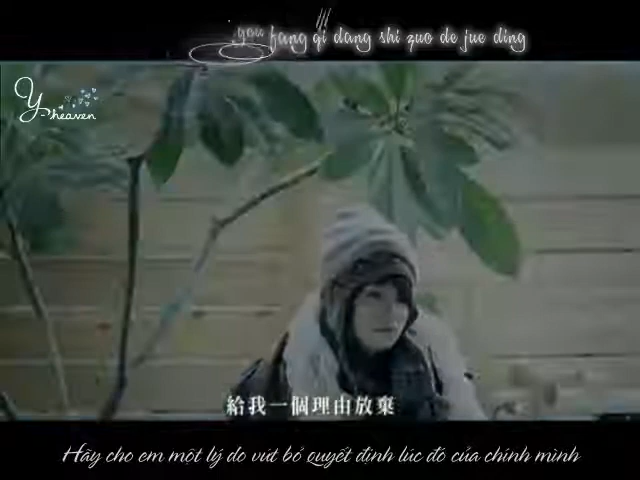 you fang qi dang shi zuo de jue ding
Y-heaven
給我一個理由放棄
Hãy cho em một lý do vứt bỏ quyết định lúc đó của chính mình